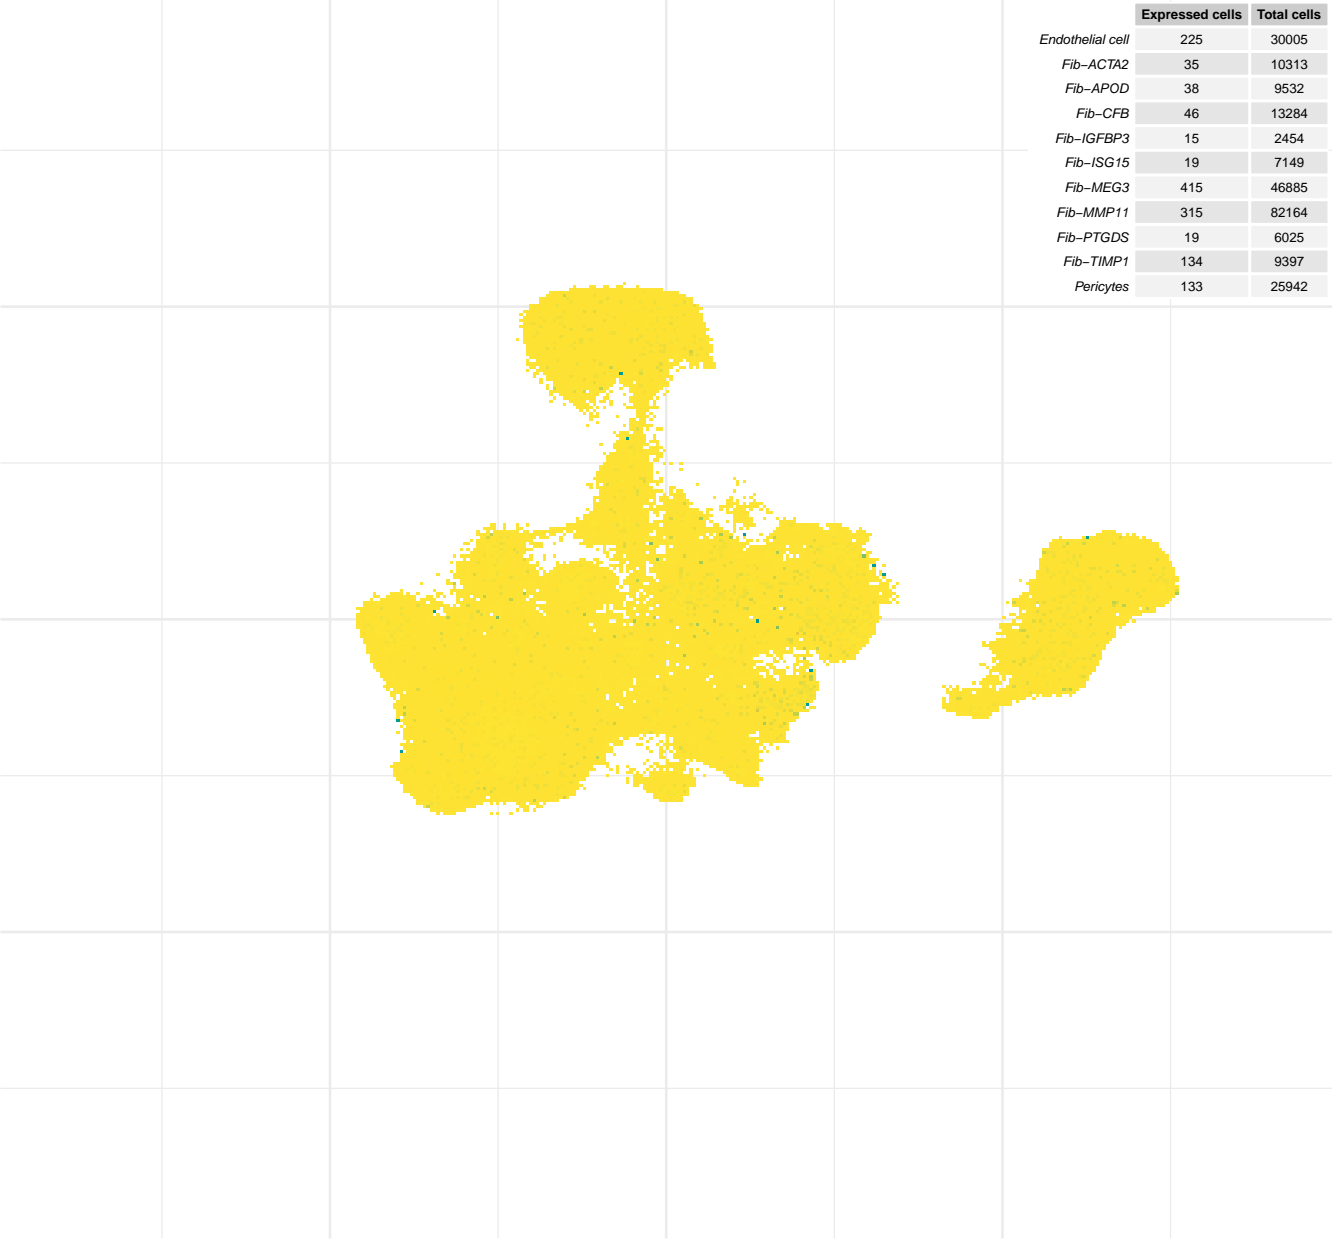 Expressed cells Total cells
Endothelial cell 225 30005
Fib−ACTA2 35 10313
Fib−APOD 38 9532
Fib−CFB 46 13284
Fib−IGFBP3 15 2454
Fib−ISG15 19 7149
Fib−MEG3 415 46885
Fib−MMP11 315 82164
Fib−PTGDS 19 6025
Fib−TIMP1 134 9397
Pericytes 133 25942